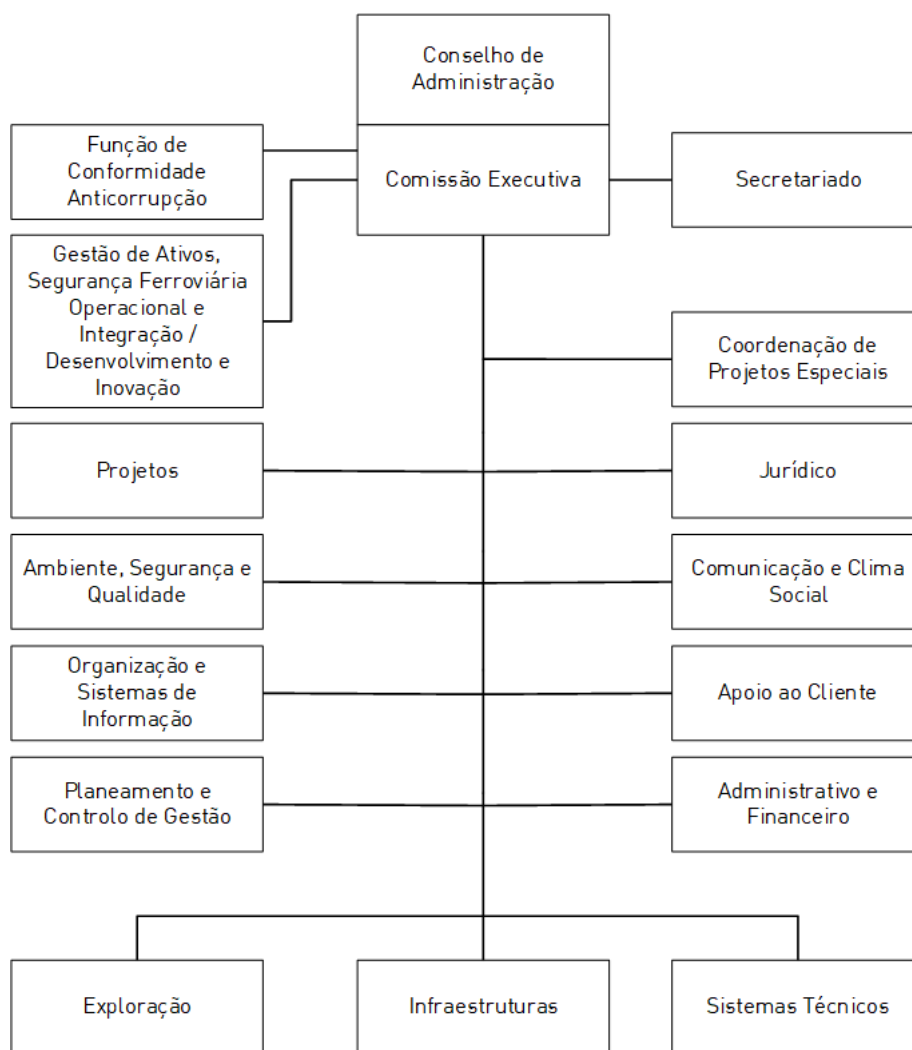 Conselho de
Administração
Função de
Conformidade
Anticorrupção
Comissão Executiva
Secretariado
Gestão de Ativos,
Segurança Ferroviária
Operacional e
Integração /
Desenvolvimento e
Inovação
Coordenação de
Projetos Especiais
Projetos
Jurídico
Ambiente, Segurança e
Qualidade
Comunicação e Clima
Social
Organização e
Sistemas de
Informação
Apoio ao Cliente
Planeamento e
Controlo de Gestão
Administrativo e
Financeiro
Exploração
Infraestruturas
Sistemas Técnicos